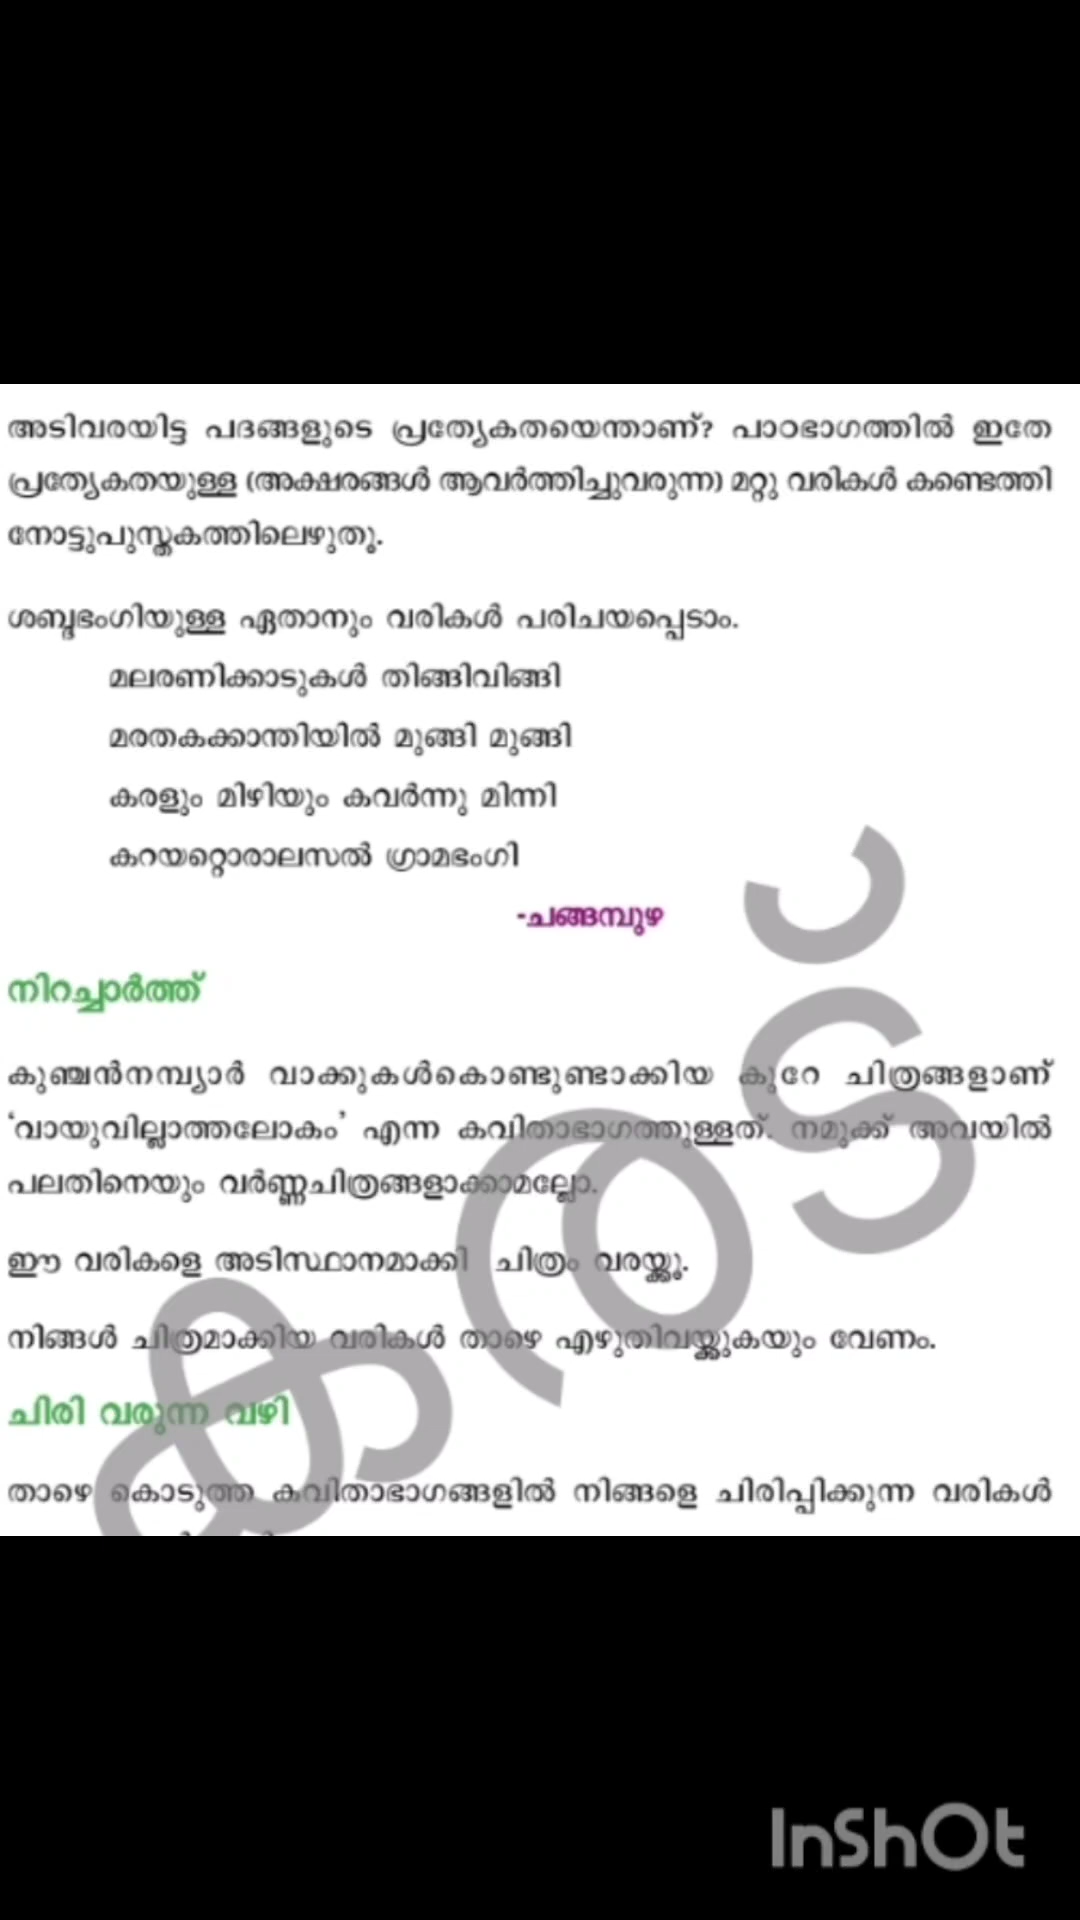 അടിവരയിട്ട പദങ്ങളുടെ പ്രത്യേകതയെന്താണ്? പാഠഭാഗത്തിൽ ഇതേ
പ്രത്യേകതയുള്ള (അക്ഷരങ്ങൾ ആവർത്തിച്ചുവരുന്ന) മറ്റു വരികൾ കണ്ടെത്തി
നോട്ടുപുസ്തകത്തിലെഴുതൂ.
ശബ്ദഭംഗിയുള്ള ഏതാനും വരികൾ പരിചയപ്പെടാം.
മലരണിക്കാടുകൾ തിങ്ങിവിങ്ങി
മരതകക്കാന്തിയിൽ മുങ്ങി മുങ്ങി
കരളും മിഴിയും കവർന്നു മിന്നി
കറയറ്റൊരാലസൽ ഗ്രാമഭംഗി
-ചങ്ങമ്പുഴ
നിറച്ചാർത്ത്
കുഞ്ചൻനമ്പ്യാർ വാക്കുകൾകൊണ്ടുണ്ടാക്കിയ കുറേ ചിത്രങ്ങളാണ്
‘വായുവില്ലാത്തലോകം’ എന്ന കവിതാഭാഗത്തുള്ളത്. നമുക്ക് അവയിൽ
പലതിനെയും വർണ്ണചിത്രങ്ങളാക്കാമല്ലോ.
ഈ വരികളെ അടിസ്ഥാനമാക്കി ചിത്രം വരയ്ക്കൂ.
നിങ്ങൾ ചിത്രമാക്കിയ വരികൾ താഴെ എഴുതിവയ്ക്കുകയും വേണം.
ചിരി വരുന്ന വഴി
താഴെ കൊടുത്ത കവിതാഭാഗങ്ങളിൽ നിങ്ങളെ ചിരിപ്പിക്കുന്ന വരികൾ
കരട്
InShOt